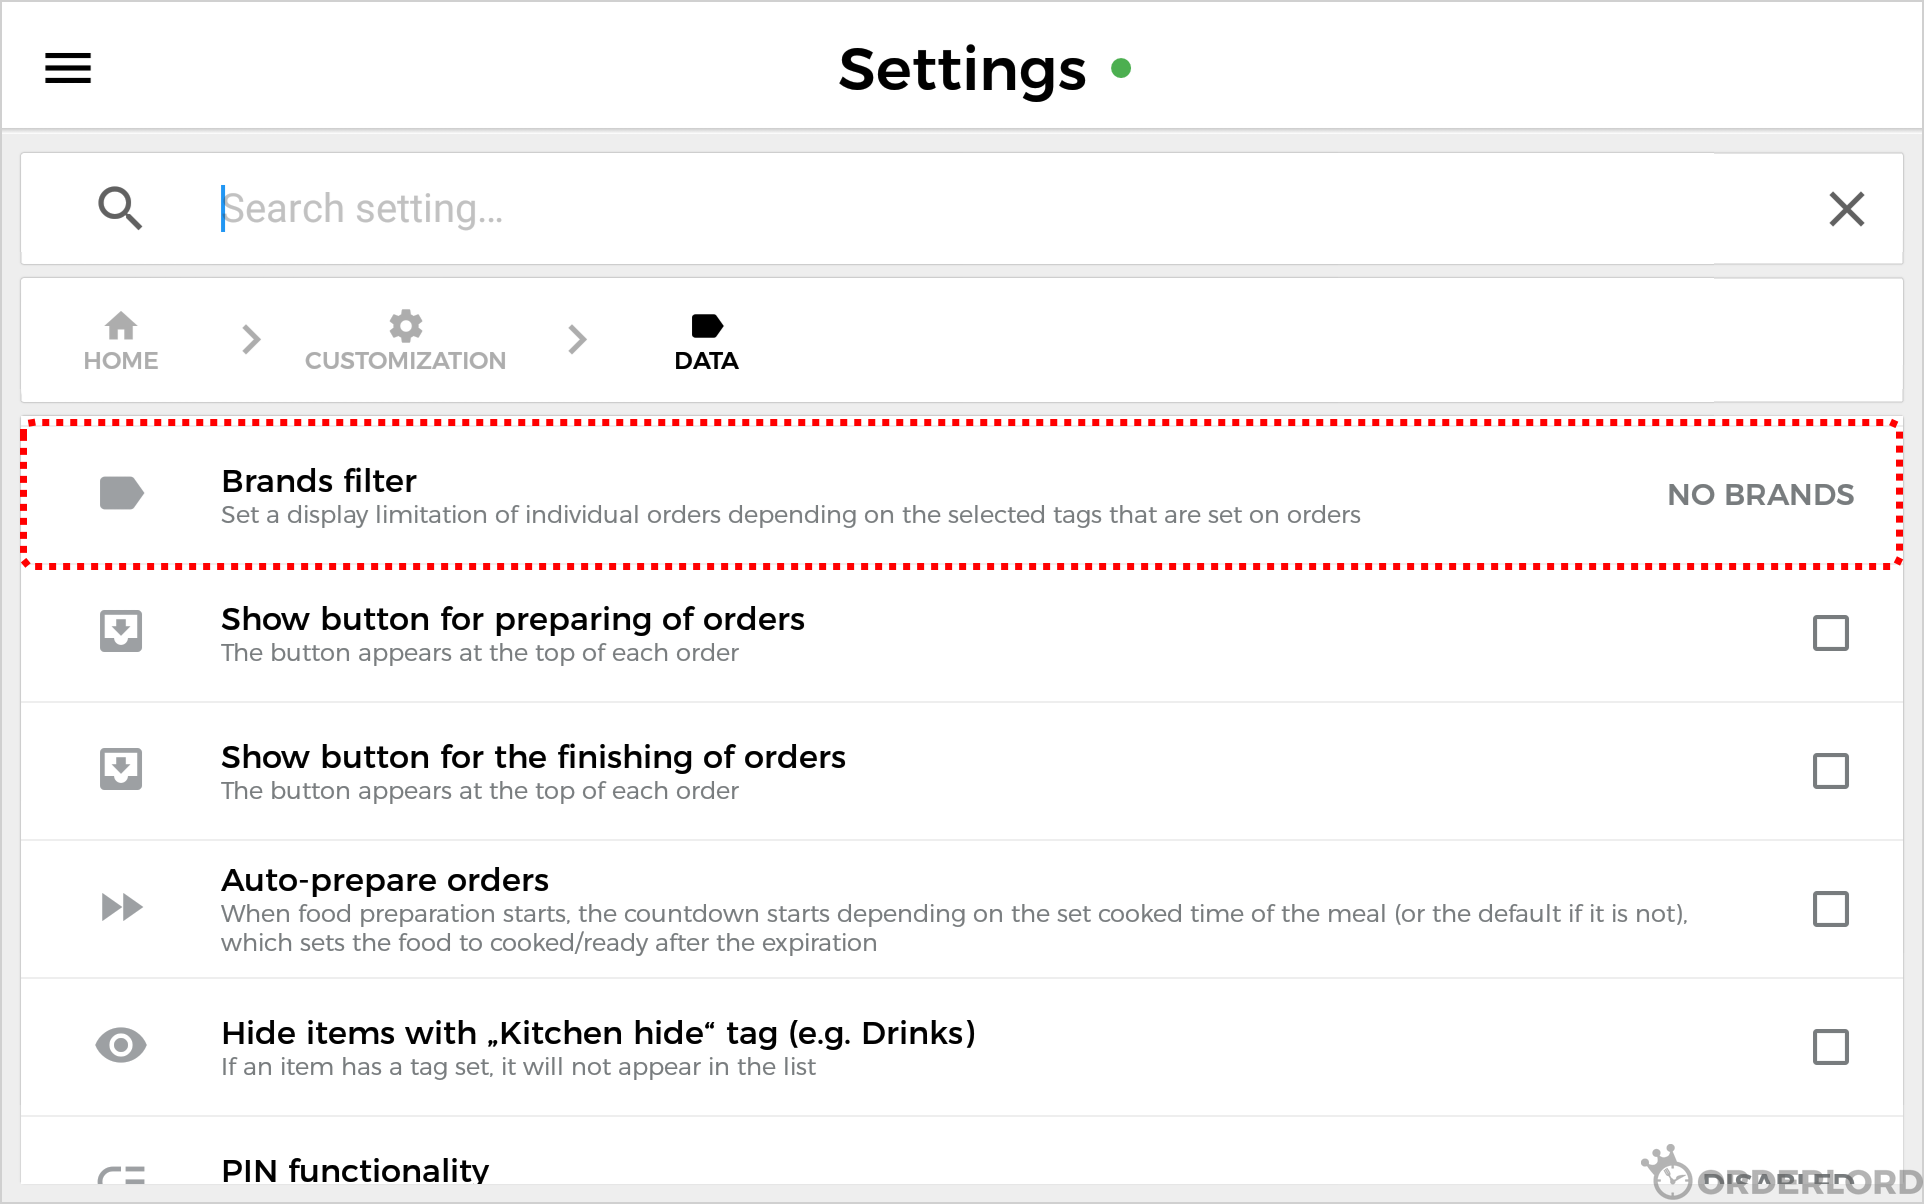 Settings
Search setting...
HOME
CUSTOMIZATION
DATA
Brands filter
Set a display limitation of individual orders depending on the selected tags that are set on orders
NO BRANDS
Show button for preparing of orders
The button appears at the top of each order
Show button for the finishing of orders
The button appears at the top of each order
Auto-prepare orders
When food preparation starts, the countdown starts depending on the set cooked time of the meal (or the default if it is not),
which sets the food to cooked/ready after the expiration
Hide items with „Kitchen hide“ tag (e.g. Drinks)
If an item has a tag set, it will not appear in the list
PIN functionality
DISABLED
ORDERLORD